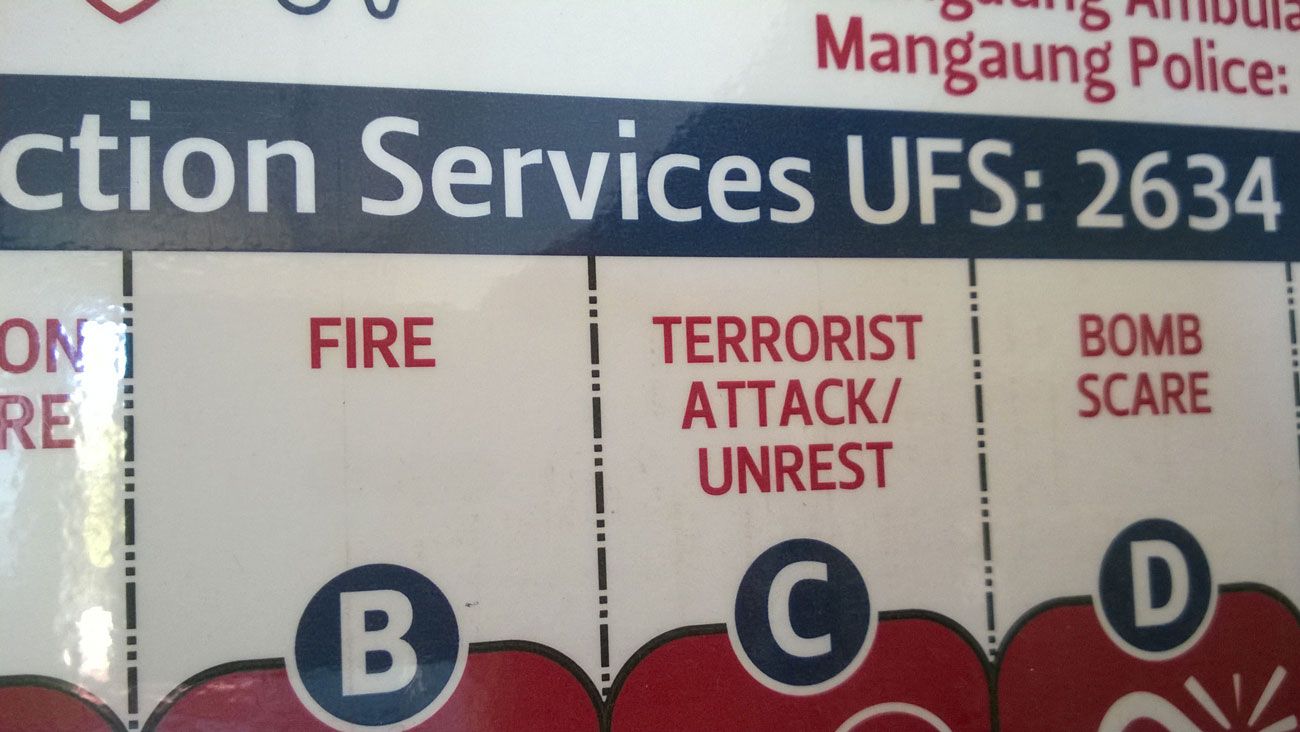 Mangaung Police:
ction Services UFS: 2634
FIRE
TERRORIST
ATTACK/
UNREST
BOMB
SCARE
B
C
D